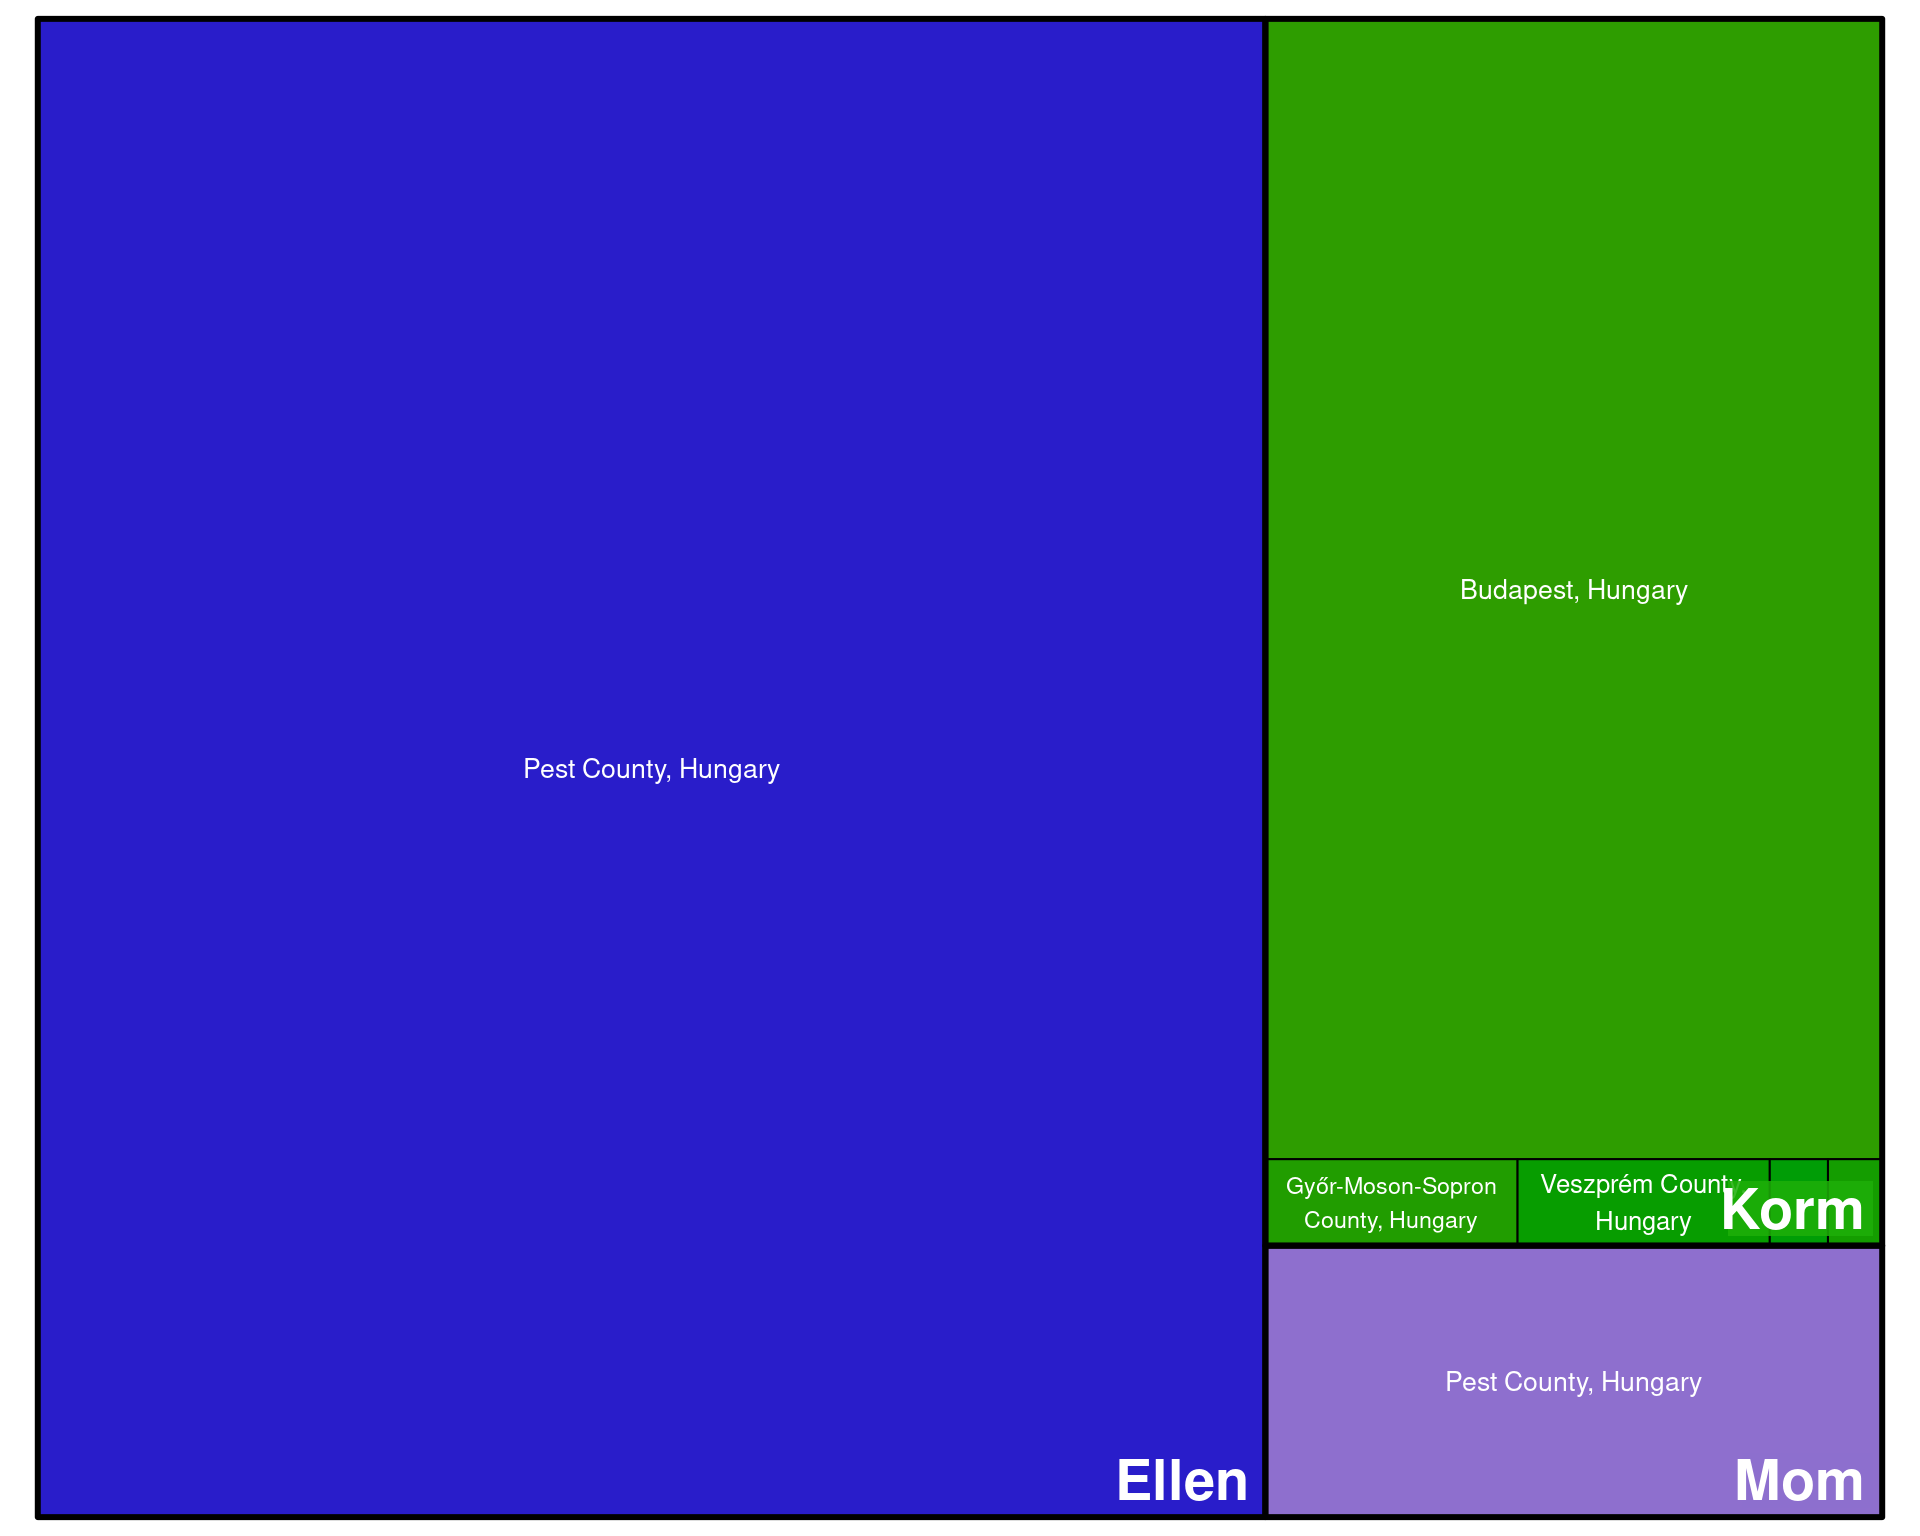 Pest County, Hungary
Ellen
Budapest, Hungary
Győr-Moson-Sopron
County, Hungary
Veszprém County
Hungary
Korm
Pest County, Hungary
Mom